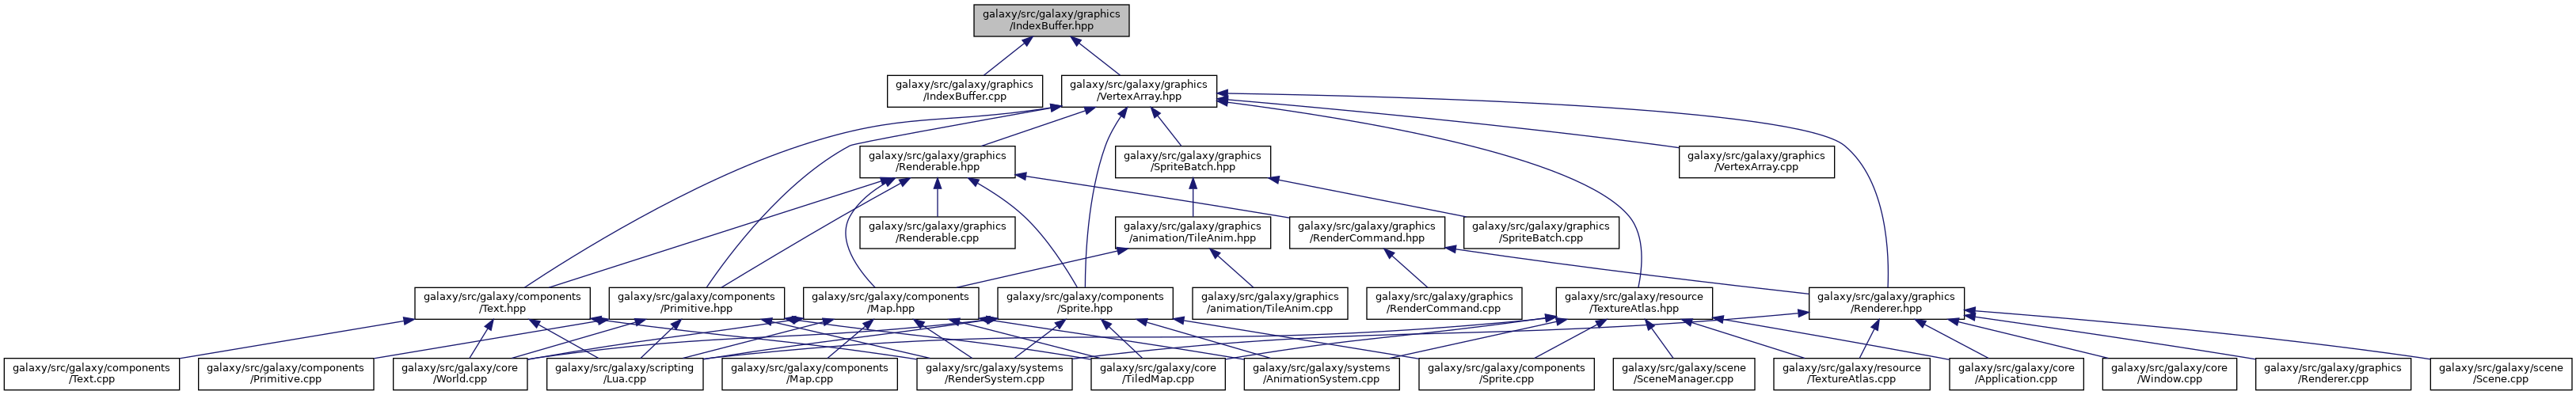 galaxy/src/galaxy/graphics
/IndexBuffer.hpp
galaxy/src/galaxy/graphics
/IndexBuffer.cpp
galaxy/src/galaxy/graphics
/VertexArray.hpp
galaxy/src/galaxy/graphics
/Renderable.hpp
galaxy/src/galaxy/graphics
/SpriteBatch.hpp
galaxy/src/galaxy/graphics
/VertexArray.cpp
galaxy/src/galaxy/graphics
/Renderable.cpp
galaxy/src/galaxy/graphics
/animation/TileAnim.hpp
galaxy/src/galaxy/graphics
/RenderCommand.hpp
galaxy/src/galaxy/graphics
/SpriteBatch.cpp
galaxy/src/galaxy/components
/Text.hpp
galaxy/src/galaxy/components
/Primitive.hpp
galaxy/src/galaxy/components
/Map.hpp
galaxy/src/galaxy/components
/Sprite.hpp
galaxy/src/galaxy/graphics
/animation/TileAnim.cpp
galaxy/src/galaxy/graphics
/RenderCommand.cpp
galaxy/src/galaxy/resource
/TextureAtlas.hpp
galaxy/src/galaxy/graphics
/Renderer.hpp
galaxy/src/galaxy/components
/Text.cpp
galaxy/src/galaxy/components
/Primitive.cpp
galaxy/src/galaxy/core
/World.cpp
galaxy/src/galaxy/scripting
/Lua.cpp
galaxy/src/galaxy/components
/Map.cpp
galaxy/src/galaxy/systems
/RenderSystem.cpp
galaxy/src/galaxy/core
/TiledMap.cpp
galaxy/src/galaxy/systems
/AnimationSystem.cpp
galaxy/src/galaxy/components
/Sprite.cpp
galaxy/src/galaxy/scene
/SceneManager.cpp
galaxy/src/galaxy/resource
/TextureAtlas.cpp
galaxy/src/galaxy/core
/Application.cpp
galaxy/src/galaxy/core
/Window.cpp
galaxy/src/galaxy/graphics
/Renderer.cpp
galaxy/src/galaxy/scene
/Scene.cpp